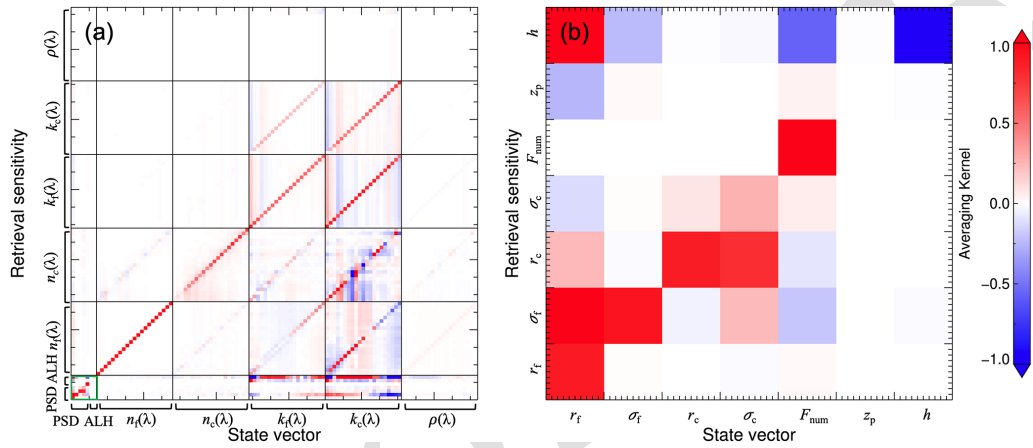 (a)
Retrieval sensitivity
ρ(λ)
k_c(λ)
k_f(λ)
n_c(λ)
n_f(λ)
PSD ALH
PSD ALH n_f(λ) n_c(λ) k_f(λ) k_c(λ) ρ(λ)
State vector
(b)
Retrieval sensitivity
h
z_p
F_num
σ_c
r_c
σ_f
r_f
r_f σ_f r_c σ_c F_num z_p h
State vector
1.0
0.5
0.0
−0.5
−1.0
Averaging Kernel